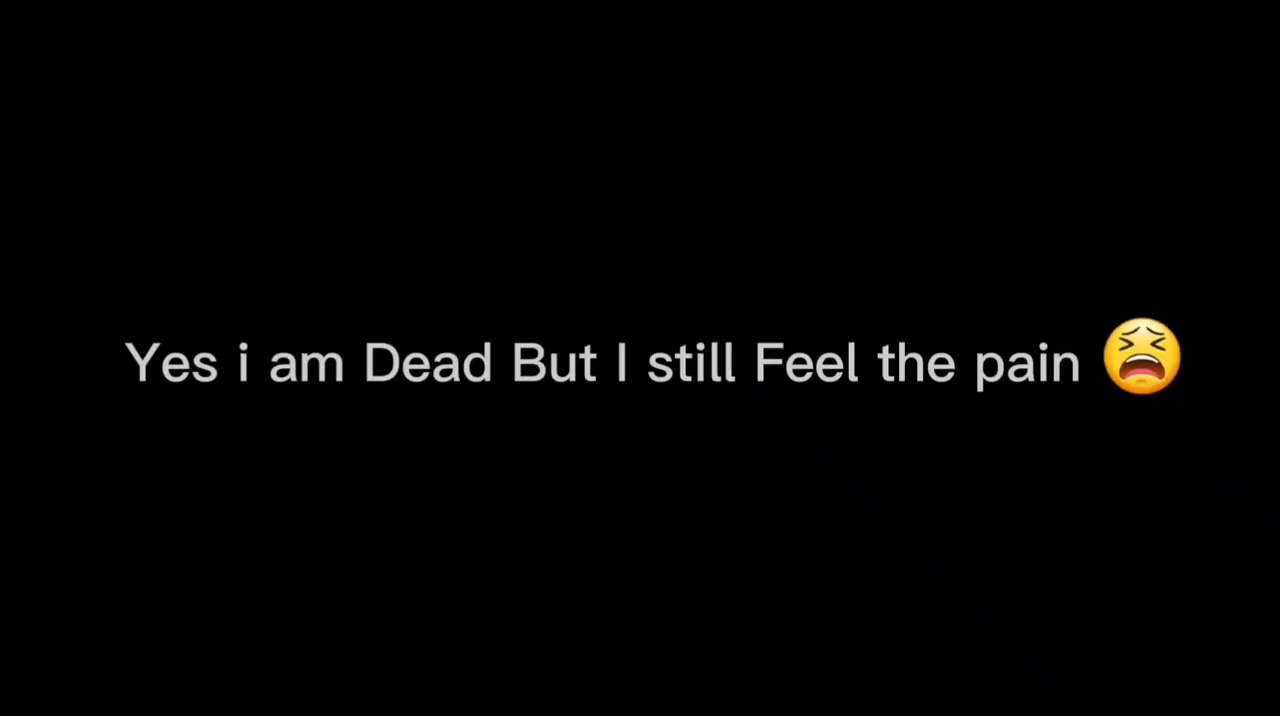 Yes i am Dead But I still Feel the pain 😫